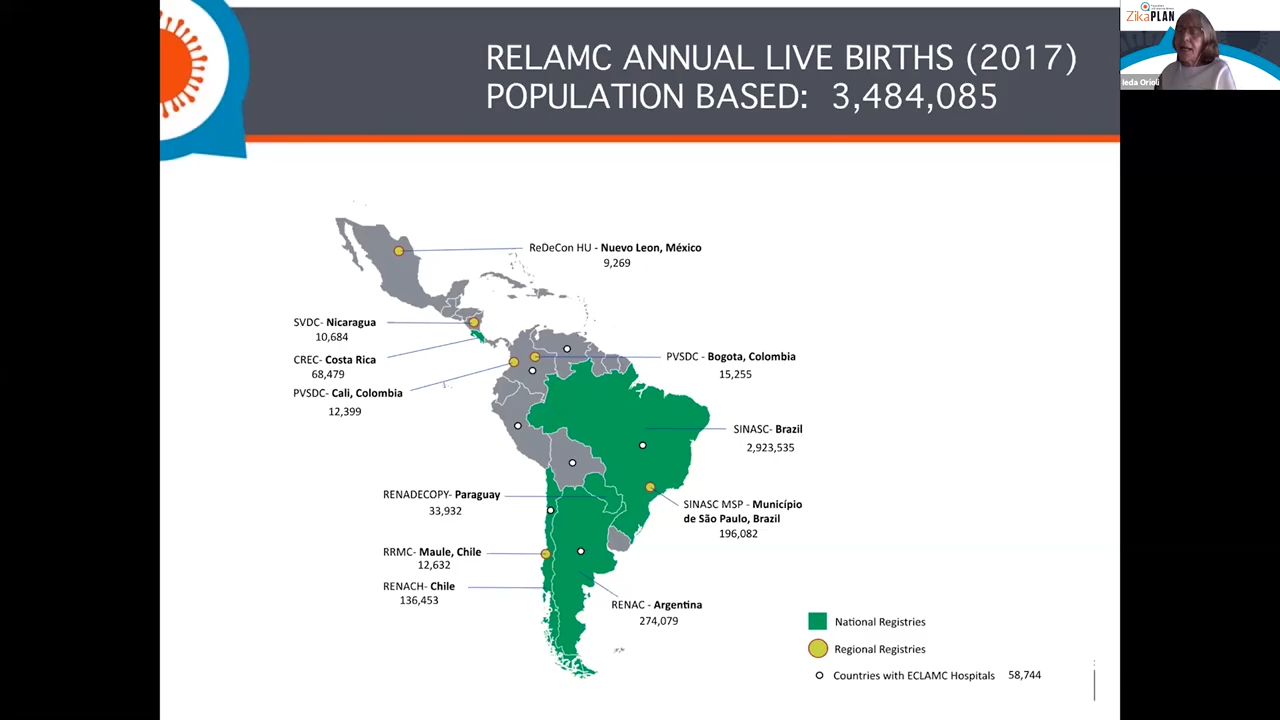 RELAMC ANNUAL LIVE BIRTHS (2017)
POPULATION BASED: 3,484,085
ZikaPLAN
Ieda Orioli
ReDeCon HU - Nuevo Leon, México
9,269
SVDC- Nicaragua
10,684
CREC- Costa Rica
68,479
PVSDC- Cali, Colombia
12,399
PVSDC - Bogota, Colombia
15,255
SINASC- Brazil
2,923,535
RENADECOPY- Paraguay
33,932
SINASC MSP - Município
de São Paulo, Brazil
196,082
RRMC- Maule, Chile
12,632
RENACH- Chile
136,453
RENAC - Argentina
274,079
National Registries
Regional Registries
Countries with ECLAMC Hospitals 58,744